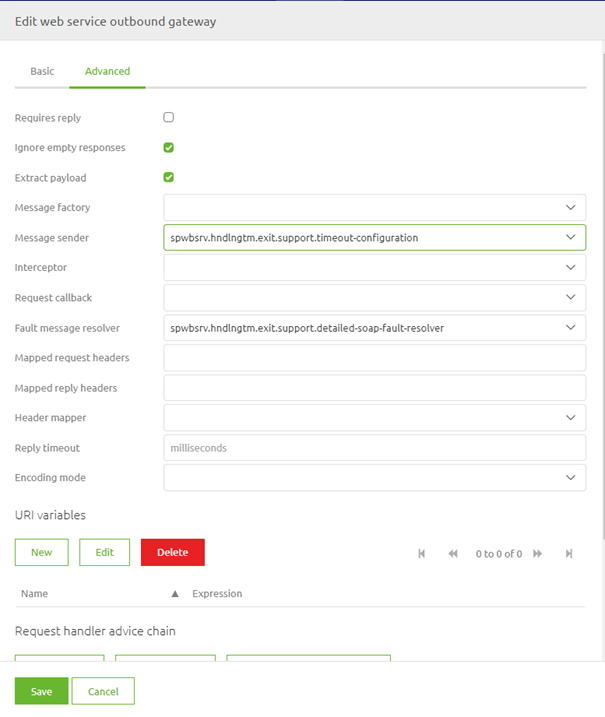 Edit web service outbound gateway
Basic Advanced
Requires reply
Ignore empty responses
Extract payload
Message factory
Message sender spwbsrv.hndlngtm.exit.support.timeout-configuration
Interceptor
Request callback
Fault message resolver spwbsrv.hndlngtm.exit.support.detailed-soap-fault-resolver
Mapped request headers
Mapped reply headers
Header mapper
Reply timeout milliseconds
Encoding mode
URI variables
New Edit Delete 0 to 0 of 0
Name Expression
Request handler advice chain
Save Cancel